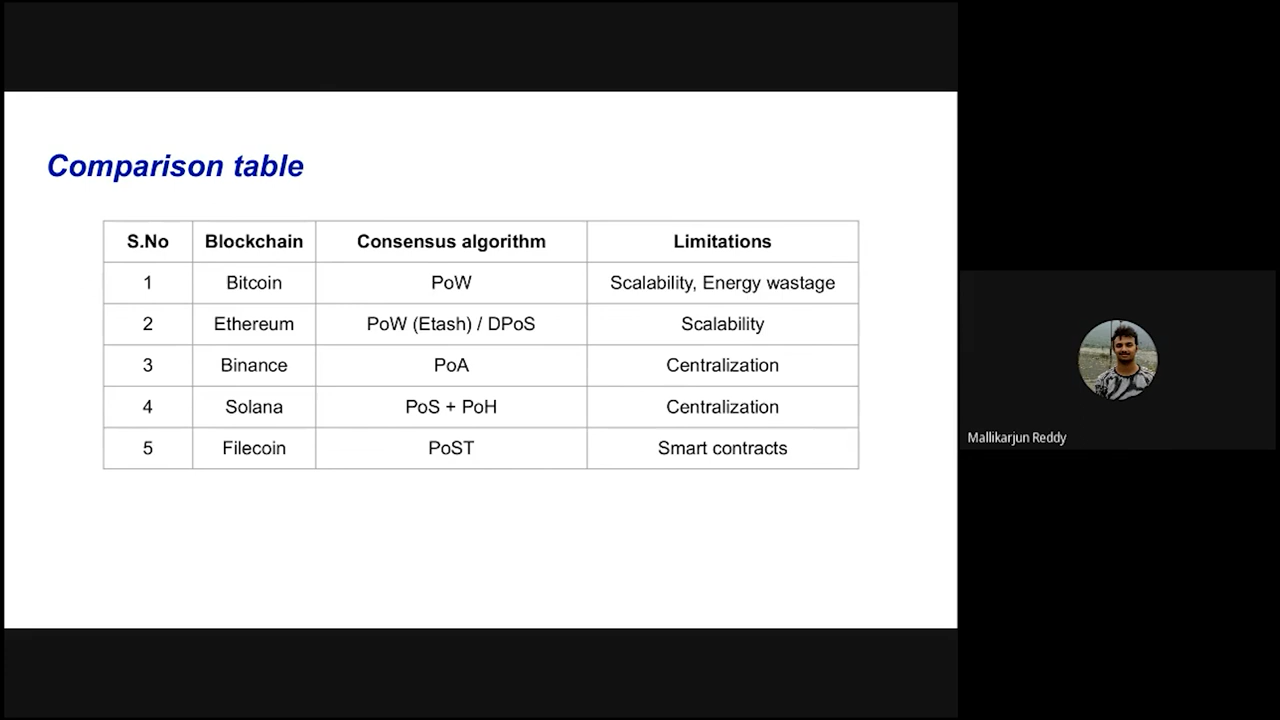 Comparison table
S.No Blockchain Consensus algorithm Limitations
1 Bitcoin PoW Scalability, Energy wastage
2 Ethereum PoW (Etash) / DPoS Scalability
3 Binance PoA Centralization
4 Solana PoS + PoH Centralization
5 Filecoin PoST Smart contracts
Mallikarjun Reddy